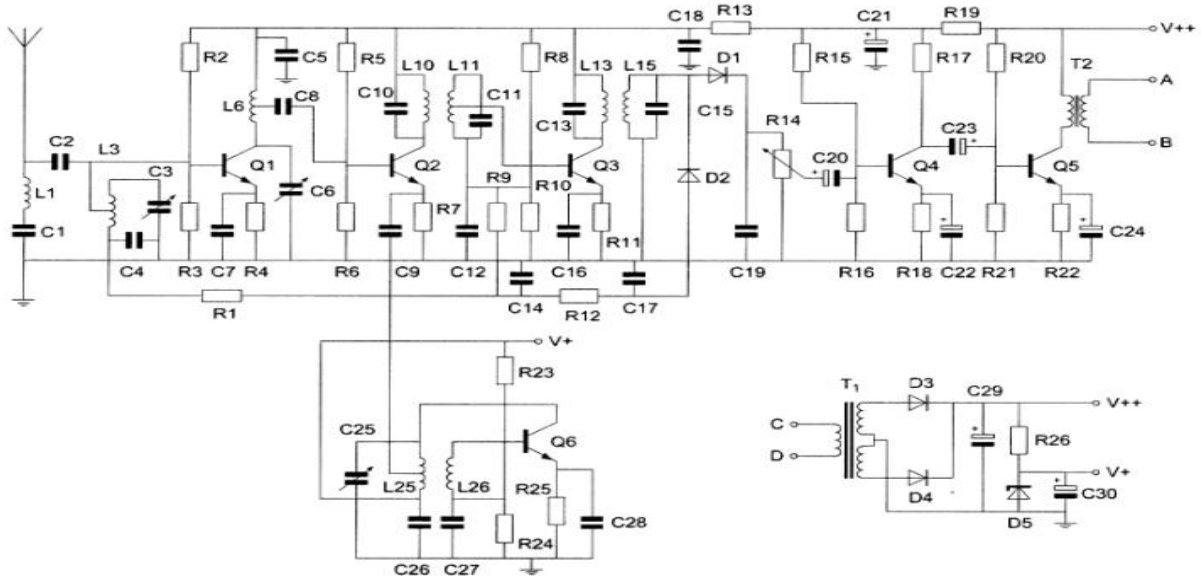 C18 R13 C21 R19
V++
R2 C5 R5 L10 L11 R8 L13 L15 D1 R15 R17 R20 T2
A
L6 C8 C10 C11 C13 C15 R14 C23
C2 L3 C3 Q1 C6 Q2 R9 R10 Q3 D2 C20 Q4 Q5 B
L1 R7 R11
C1 C24
C4 R3 C7 R4 R6 C9 C12 C16 C19 R16 R18 C22 R21 R22
R1 C14 R12 C17
V+
R23
C25 Q6
L25 L26 R25
C28
R24
C26 C27
T1 D3 C29
V++
C
D R26
V+
D4 C30
D5